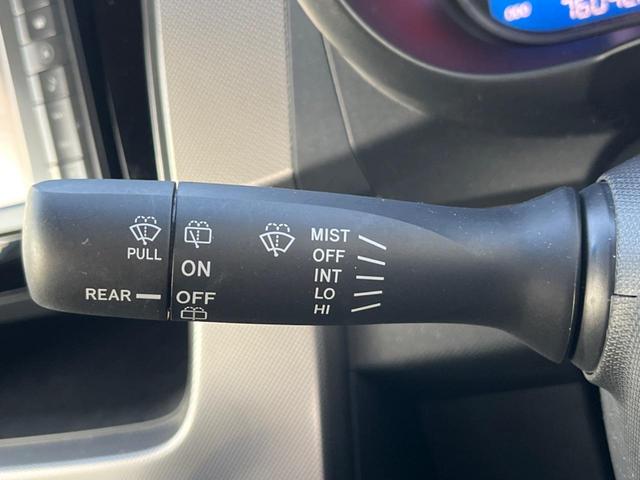 MIST
OFF
INT
LO
HI
PULL
ON
REAR OFF